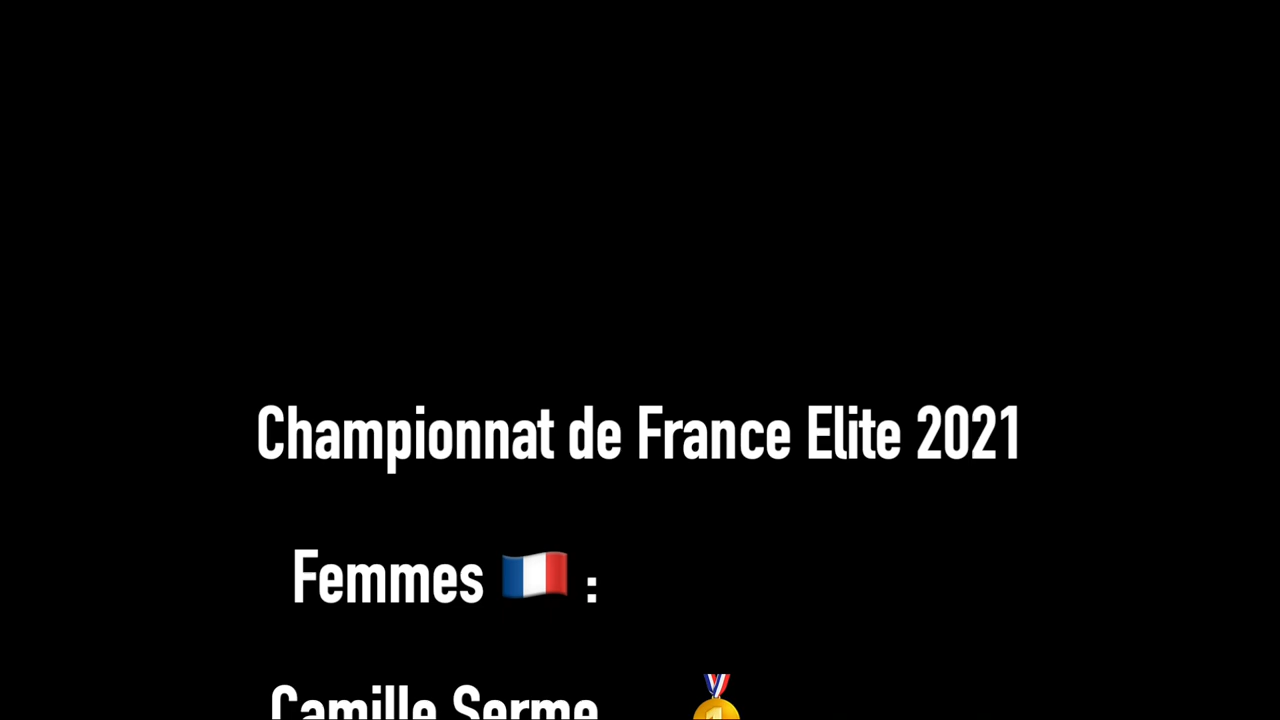 Championnat de France Elite 2021
Femmes 🇫🇷 :
Camille Serme 🥇